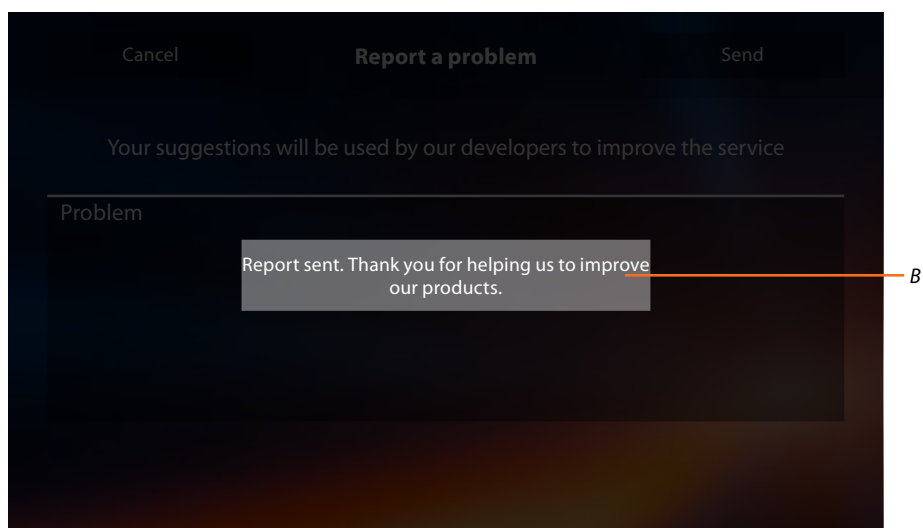 Cancel Report a problem Send
Your suggestions will be used by our developers to improve the service
Problem
Report sent. Thank you for helping us to improve
our products.
B